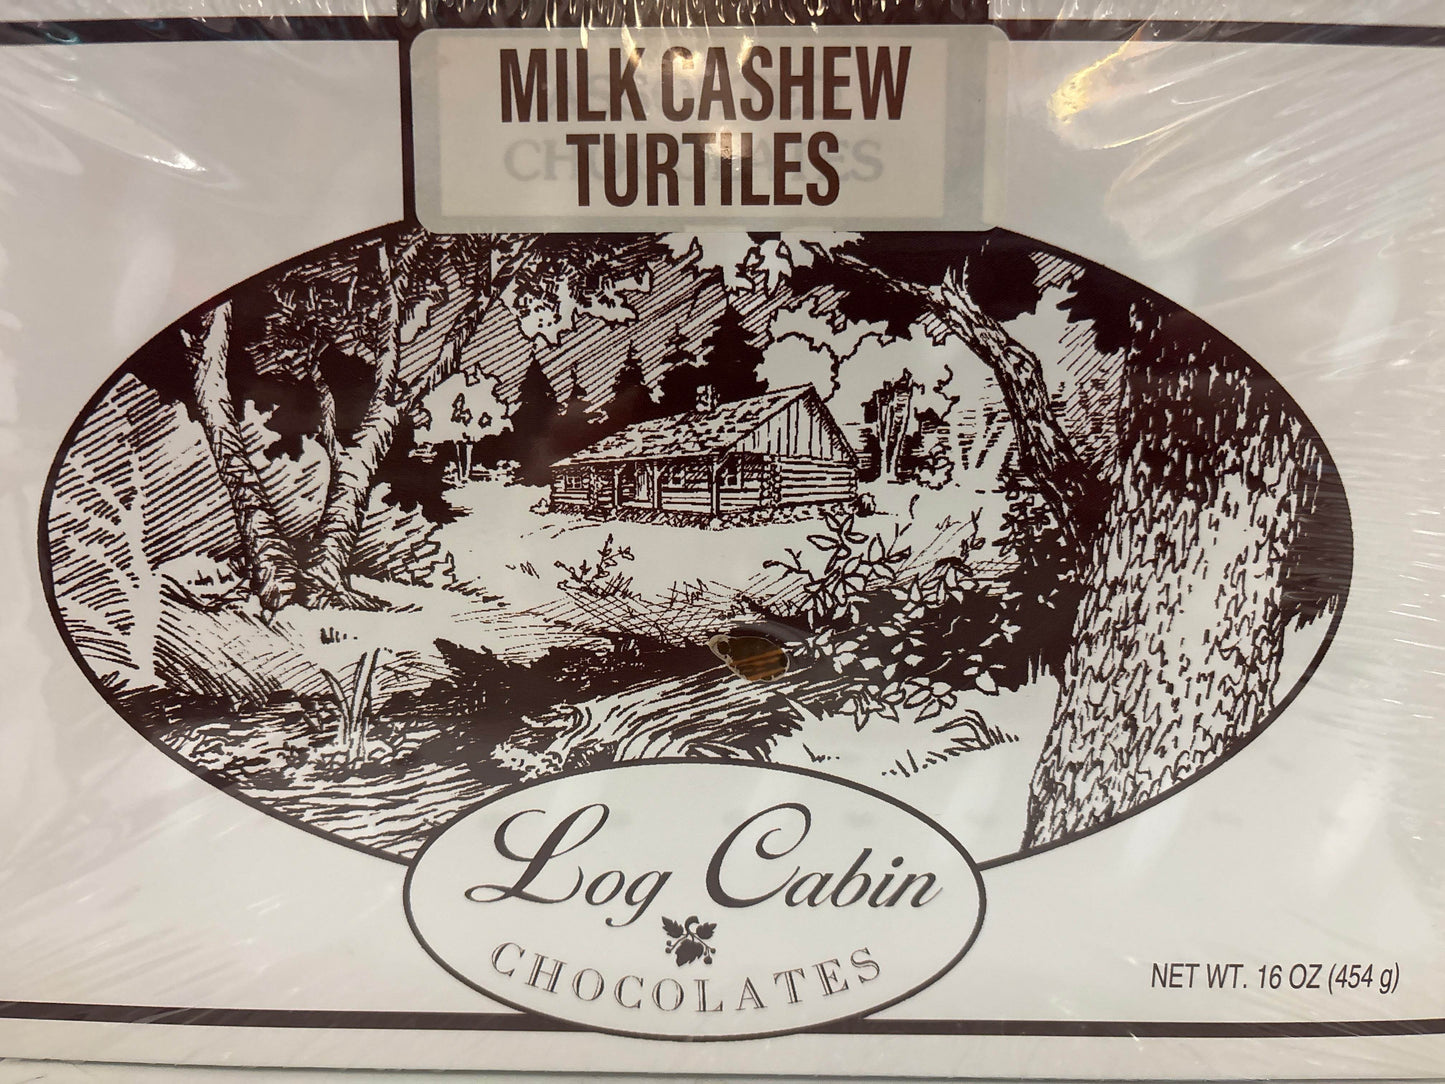 MILK CASHEW
TURTILES
Log Cabin
CHOCOLATES
NET WT. 16 OZ (454 g)